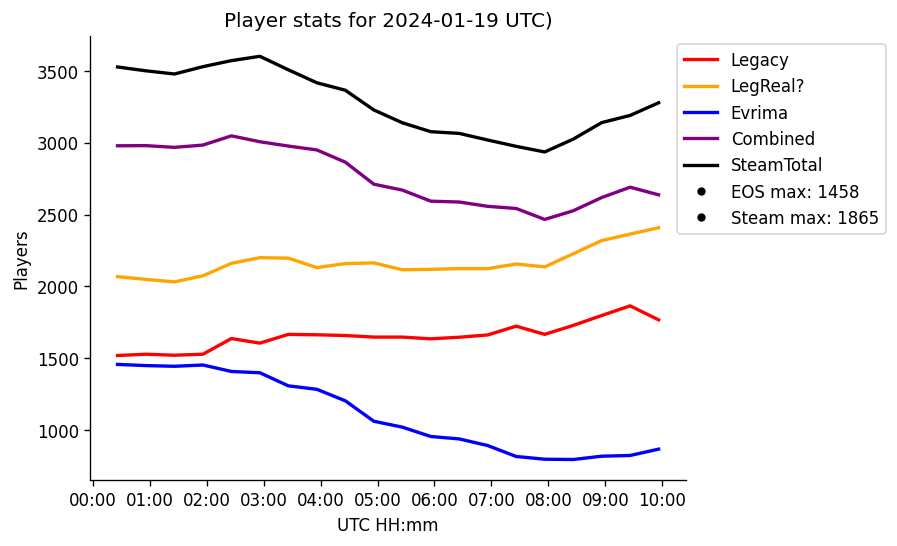 Player stats for 2024-01-19 UTC)
Legacy
LegReal?
Evrima
Combined
SteamTotal
EOS max: 1458
Steam max: 1865
Players
3500
3000
2500
2000
1500
1000
00:00 01:00 02:00 03:00 04:00 05:00 06:00 07:00 08:00 09:00 10:00
UTC HH:mm